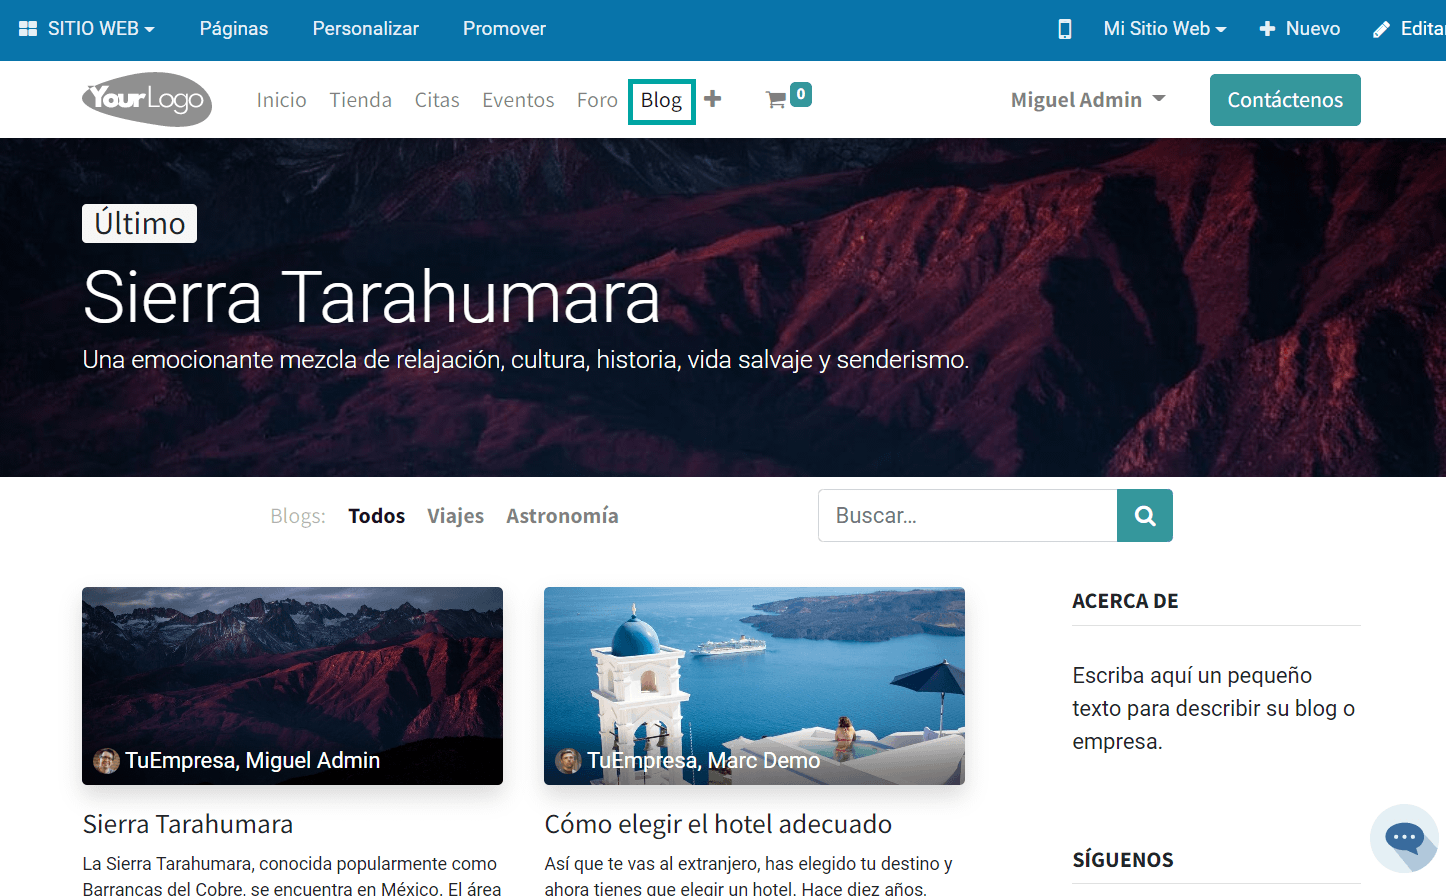 SITIO WEB Páginas Personalizar Promover Mi Sitio Web Nuevo Edita
YourLogo Inicio Tienda Citas Eventos Foro Blog 0 Miguel Admin Contáctenos
Último
Sierra Tarahumara
Una emocionante mezcla de relajación, cultura, historia, vida salvaje y senderismo.
Blogs: Todos Viajes Astronomía Buscar...
TuEmpresa, Miguel Admin
Sierra Tarahumara
La Sierra Tarahumara, conocida popularmente como
Barrancas del Cobre, se encuentra en México. El área
TuEmpresa, Marc Demo
Cómo elegir el hotel adecuado
Así que te vas al extranjero, has elegido tu destino y
ahora tienes que elegir un hotel. Hace diez años,
ACERCA DE
Escriba aquí un pequeño
texto para describir su blog o
empresa.
SÍGUENOS